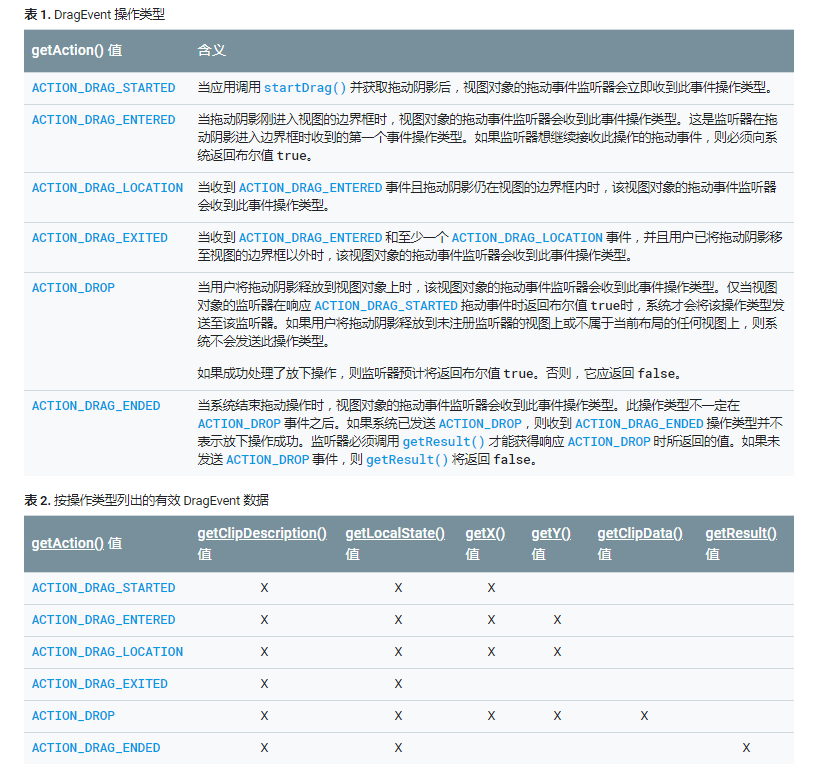 表 1. DragEvent 操作类型
getAction() 值 含义
ACTION_DRAG_STARTED 当应用调用 startDrag() 并获取拖动阴影后，视图对象的拖动事件监听器会立即收到此事件操作类型。
ACTION_DRAG_ENTERED 当拖动阴影刚进入视图的边界框时，视图对象的拖动事件监听器会收到此事件操作类型。这是监听器在拖
动阴影进入边界框时收到的第一个事件操作类型。如果监听器想继续接收此操作的拖动事件，则必须向系
统返回布尔值 true。
ACTION_DRAG_LOCATION 当收到 ACTION_DRAG_ENTERED 事件且拖动阴影仍在视图的边界框内时，该视图对象的拖动事件监听器
会收到此事件操作类型。
ACTION_DRAG_EXITED 当收到 ACTION_DRAG_ENTERED 和至少一个 ACTION_DRAG_LOCATION 事件，并且用户已将拖动阴影移
至视图的边界框以外时，该视图对象的拖动事件监听器会收到此事件操作类型。
ACTION_DROP 当用户将拖动阴影释放到视图对象上时，该视图对象的拖动事件监听器会收到此事件操作类型。仅当视图
对象的监听器在响应 ACTION_DRAG_STARTED 拖动事件时返回布尔值 true时，系统才会将该操作类型发
送至该监听器。如果用户将拖动阴影释放到未注册监听器的视图上或不属于当前布局的任何视图上，则系
统不会发送此操作类型。
如果成功处理了放下操作，则监听器预计将返回布尔值 true。否则，它应返回 false。
ACTION_DRAG_ENDED 当系统结束拖动操作时，视图对象的拖动事件监听器会收到此事件操作类型。此操作类型不一定在
ACTION_DROP 事件之后。如果系统已发送 ACTION_DROP，则收到 ACTION_DRAG_ENDED 操作类型并不
表示放下操作成功。监听器必须调用 getResult() 才能获得响应 ACTION_DROP 时所返回的值。如果未
发送 ACTION_DROP 事件，则 getResult() 将返回 false。
表 2. 按操作类型列出的有效 DragEvent 数据
getAction() 值 getClipDescription() 值 getLocalState() 值 getX() 值 getY() 值 getClipData() 值 getResult() 值
ACTION_DRAG_STARTED X X X
ACTION_DRAG_ENTERED X X X X
ACTION_DRAG_LOCATION X X X X
ACTION_DRAG_EXITED X X
ACTION_DROP X X X X X
ACTION_DRAG_ENDED X X X